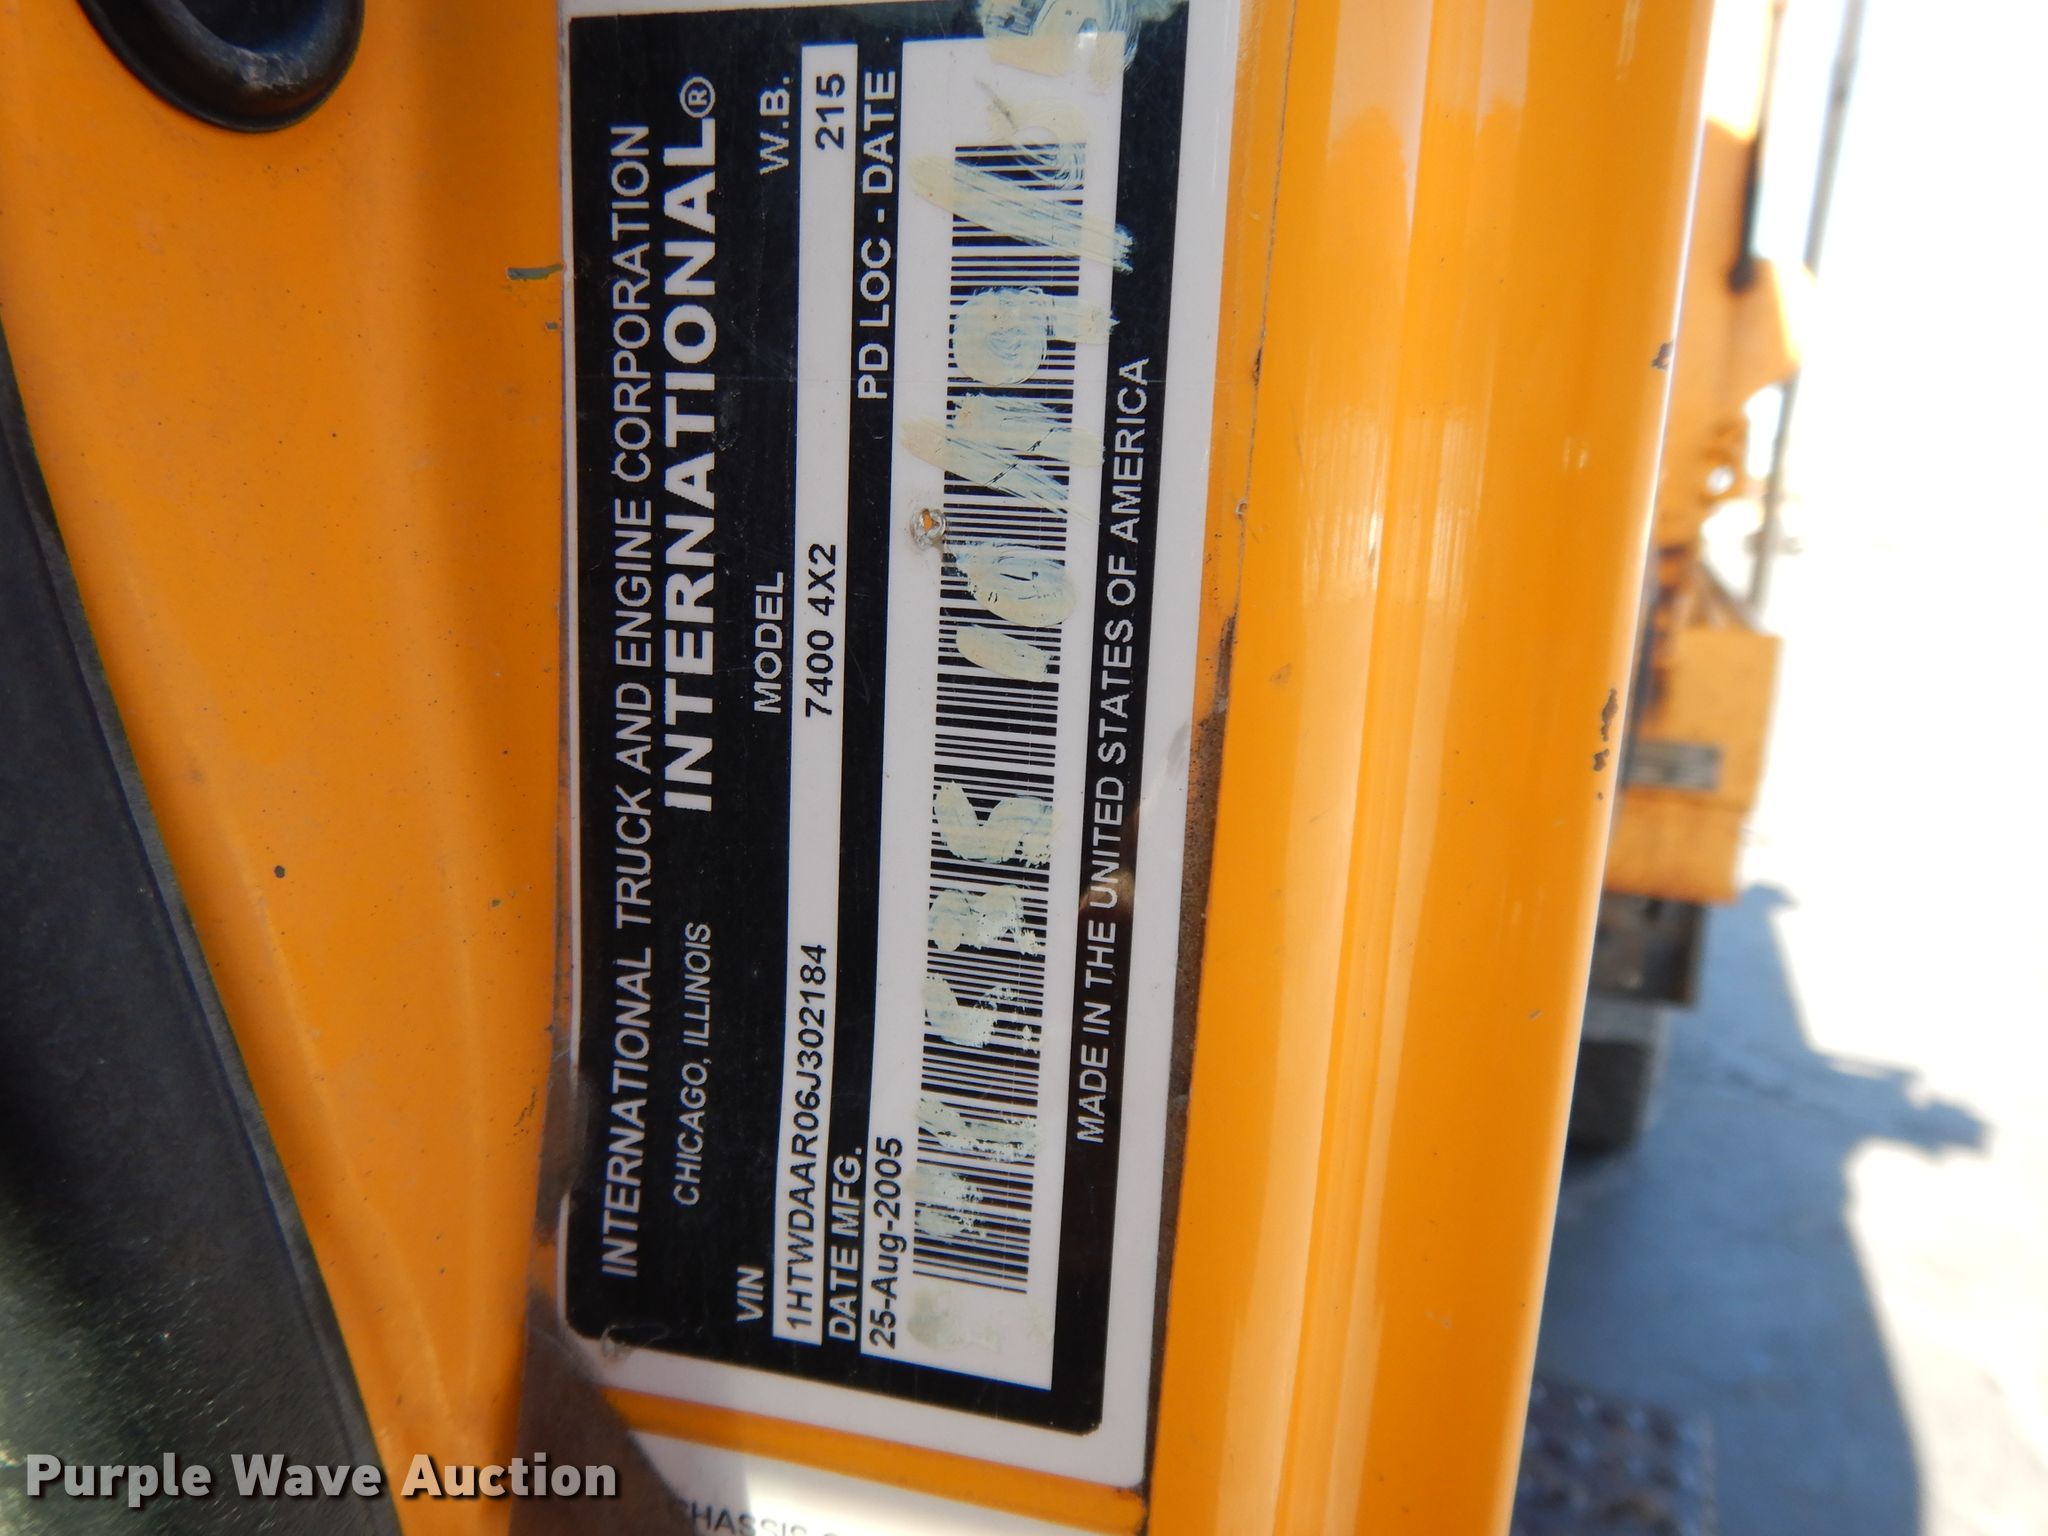 INTERNATIONAL TRUCK AND ENGINE CORPORATION
CHICAGO, ILLINOIS INTERNATIONAL®
VIN MODEL W.B.
1HTWDAAR06J302184 7400 4X2 215
DATE MFG. PD LOC - DATE
25-Aug-2005
MADE IN THE UNITED STATES OF AMERICA
CHASSIS
Purple Wave Auction